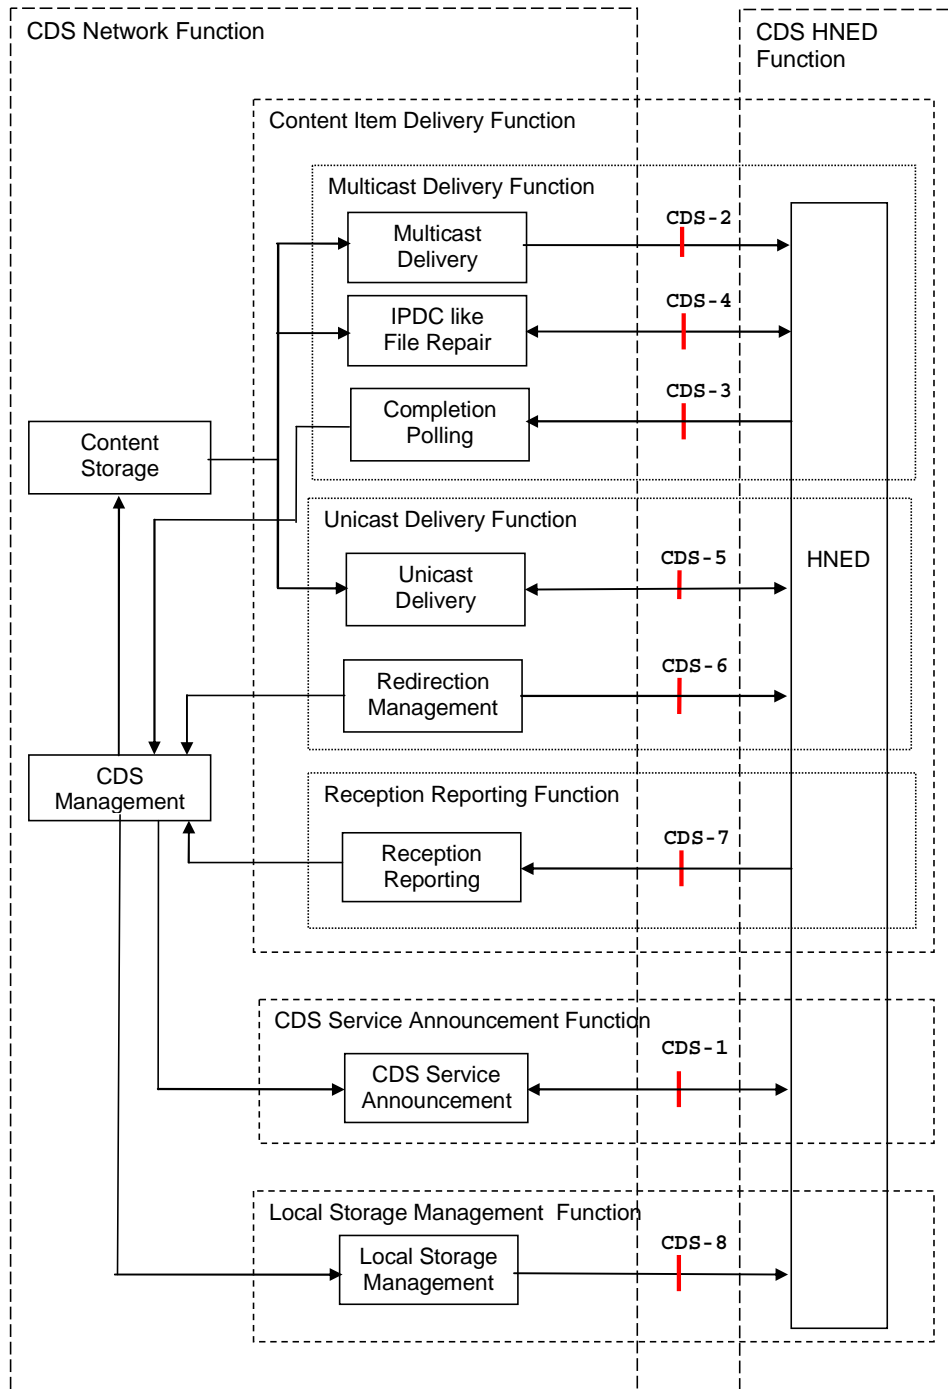 CDS Network Function
CDS HNED
Function
Content Item Delivery Function
Multicast Delivery Function
CDS-2
Multicast
Delivery
CDS-4
IPDC like
File Repair
CDS-3
Completion
Polling
Content
Storage
Unicast Delivery Function
CDS-5
HNED
Unicast
Delivery
CDS-6
Redirection
Management
CDS
Management
Reception Reporting Function
CDS-7
Reception
Reporting
CDS Service Announcement Function
CDS-1
CDS Service
Announcement
Local Storage Management Function
CDS-8
Local Storage
Management